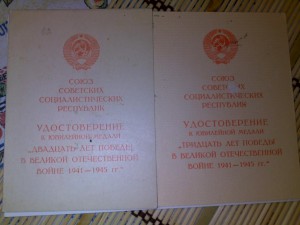 СОЮЗ
СОВЕТСКИХ
СОЦИАЛИСТИЧЕСКИХ
РЕСПУБЛИК
УДОСТОВЕРЕНИЕ
К ЮБИЛЕЙНОЙ МЕДАЛИ
„ДВАДЦАТЬ ЛЕТ ПОБЕДЫ
В ВЕЛИКОЙ ОТЕЧЕСТВЕННОЙ
ВОЙНЕ 1941—1945 гг."
СОЮЗ
СОВЕТСКИХ
СОЦИАЛИСТИЧЕСКИХ
РЕСПУБЛИК
УДОСТОВЕРЕНИЕ
К ЮБИЛЕЙНОЙ МЕДАЛИ
„ТРИДЦАТЬ ЛЕТ ПОБЕДЫ
В ВЕЛИКОЙ ОТЕЧЕСТВЕННОЙ
ВОЙНЕ 1941—1945 гг."